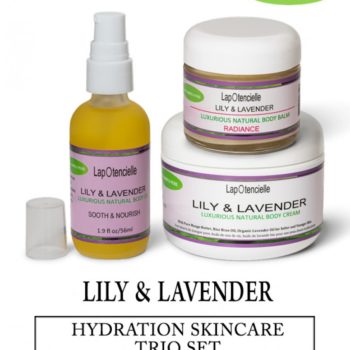 LapOtencielle
LILY & LAVENDER
LUXURIOUS NATURAL BODY BALM
RADIANCE
LapOtencielle
LILY & LAVENDER
LUXURIOUS NATURAL BODY
SOOTH & NOURISH
1.9 fl oz/56ml
LapOtencielle
LILY & LAVENDER
LUXURIOUS NATURAL BODY CREAM
LILY & LAVENDER
HYDRATION SKINCARE
TRIO SET